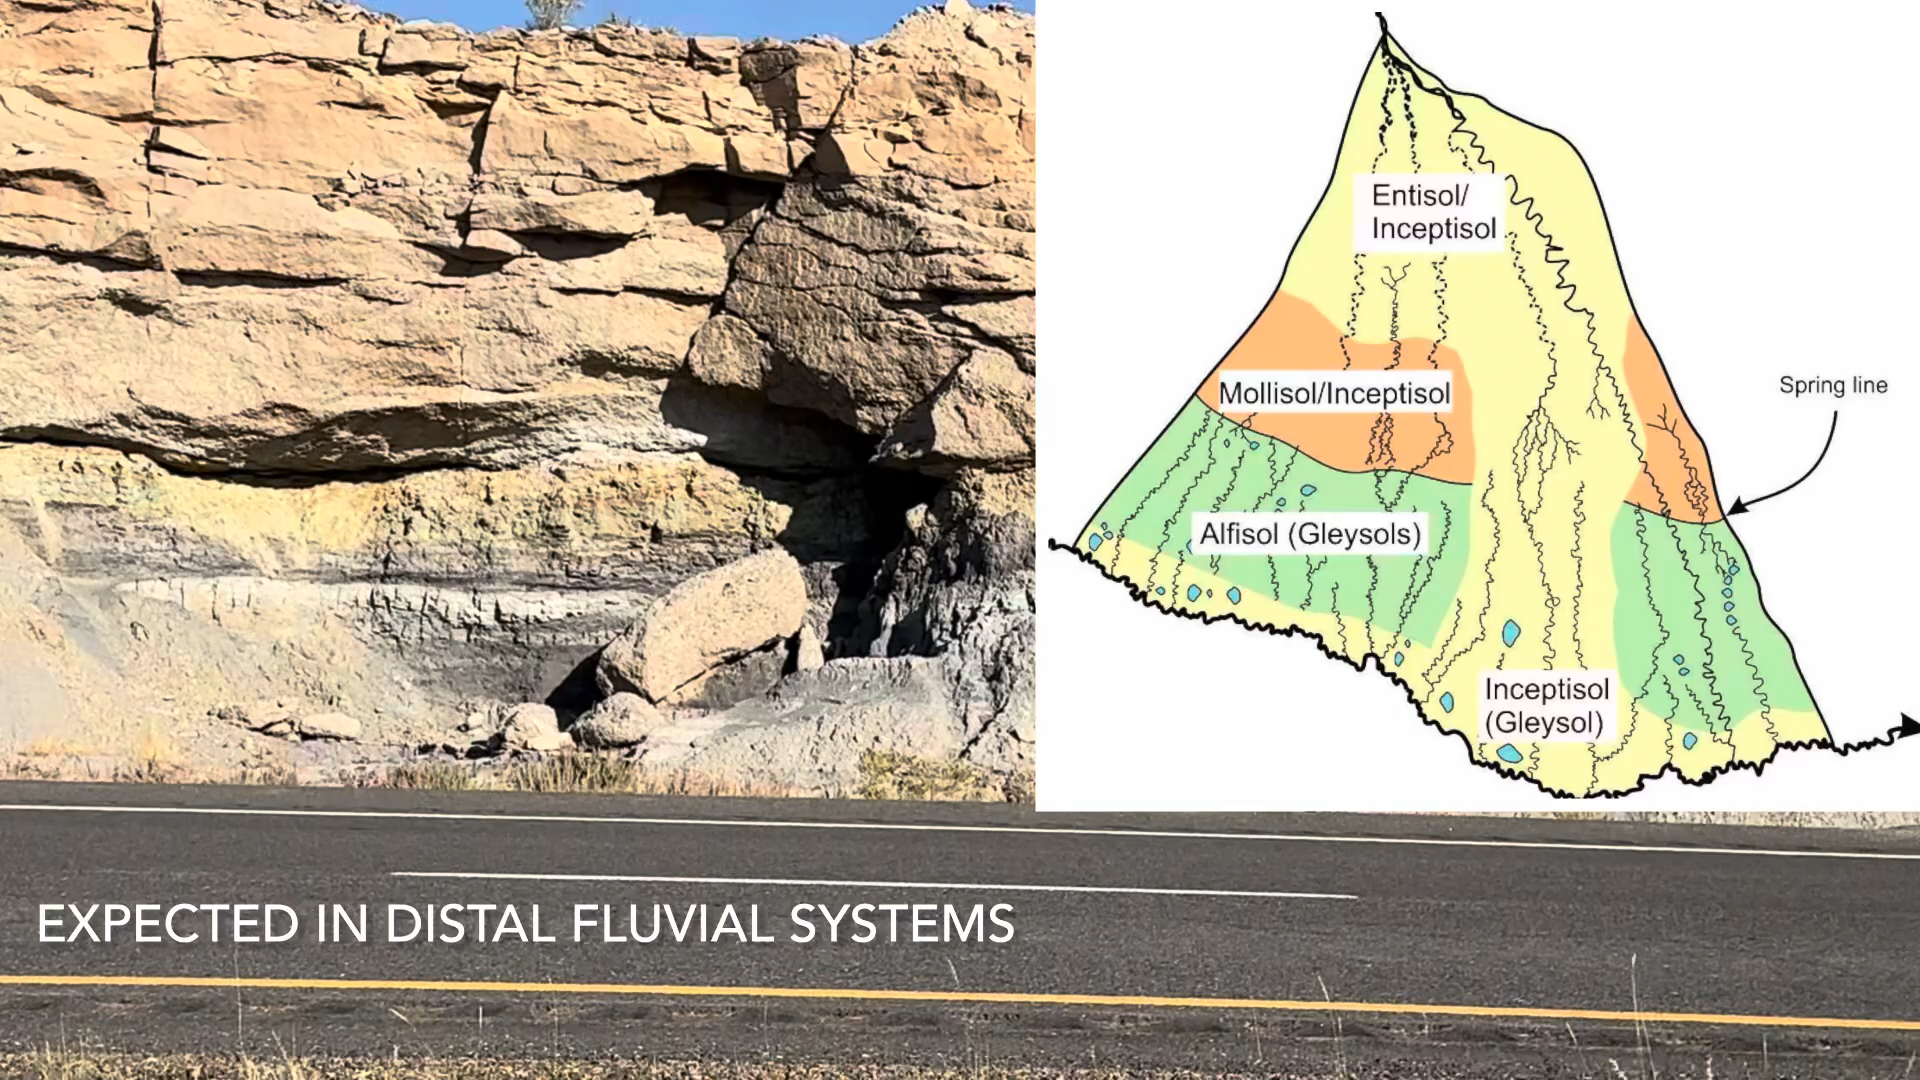 Entisol/
Inceptisol
Mollisol/Inceptisol
Spring line
Alfisol (Gleysols)
Inceptisol
(Gleysol)
EXPECTED IN DISTAL FLUVIAL SYSTEMS